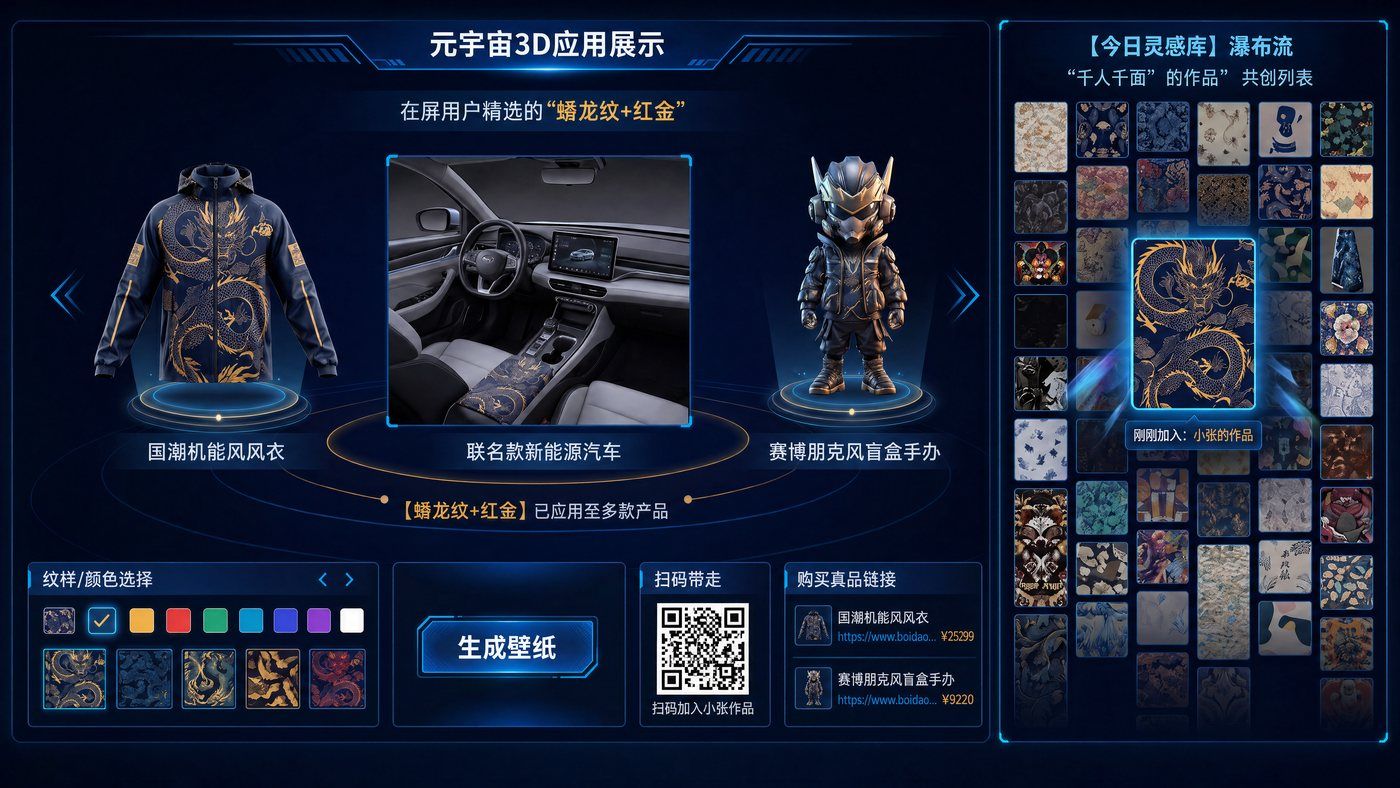 元宇宙3D应用展示
在屏用户精选的“蟠龙纹+红金”
国潮机能风风衣
联名款新能源汽车
赛博朋克风盲盒手办
【蟠龙纹+红金】已应用至多款产品
纹样/颜色选择
生成壁纸
扫码带走
扫码加入小张作品
购买真品链接
国潮机能风风衣
https://www.boidao... ¥25299
赛博朋克风盲盒手办
https://www.boidao... ¥9220
【今日灵感库】瀑布流
“千人千面”的作品” 共创列表
刚刚加入：小张的作品